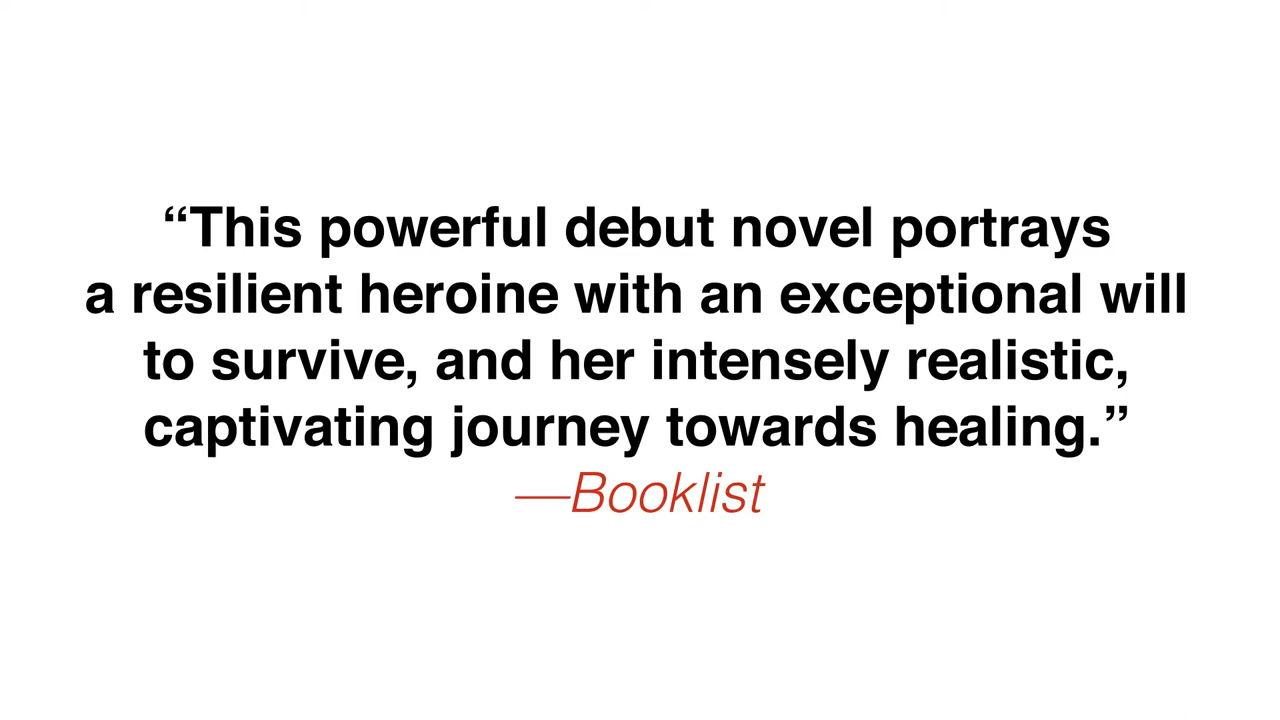 “This powerful debut novel portrays
a resilient heroine with an exceptional will
to survive, and her intensely realistic,
captivating journey towards healing.”
—Booklist